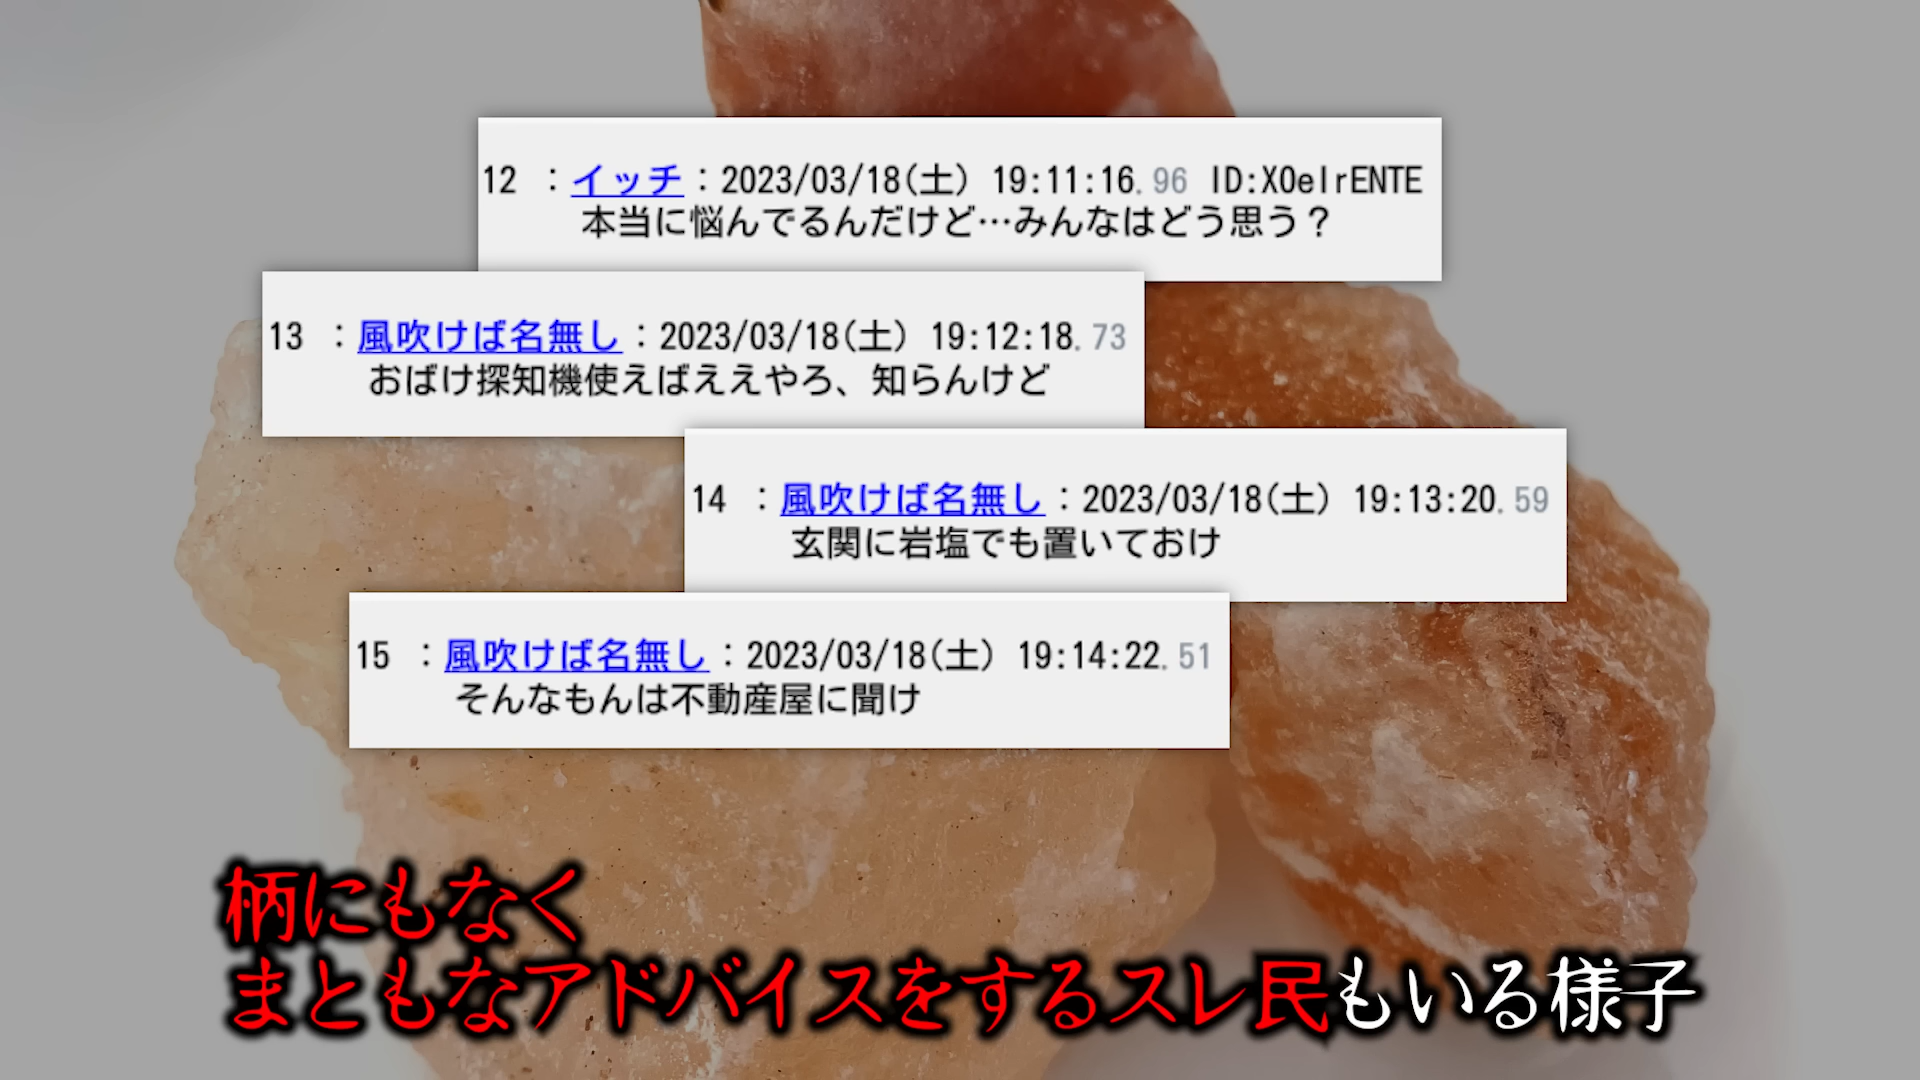 12 ：イッチ：2023/03/18(土) 19:11:16.96 ID:X0eIrENTE
本当に悩んでるんだけど…みんなはどう思う？
13 ：風吹けば名無し：2023/03/18(土) 19:12:18.73
おばけ探知機使えばええやろ、知らんけど
14 ：風吹けば名無し：2023/03/18(土) 19:13:20.59
玄関に岩塩でも置いておけ
15 ：風吹けば名無し：2023/03/18(土) 19:14:22.51
そんなもんは不動産屋に聞け
柄にもなく
まともなアドバイスをするスレ民もいる様子